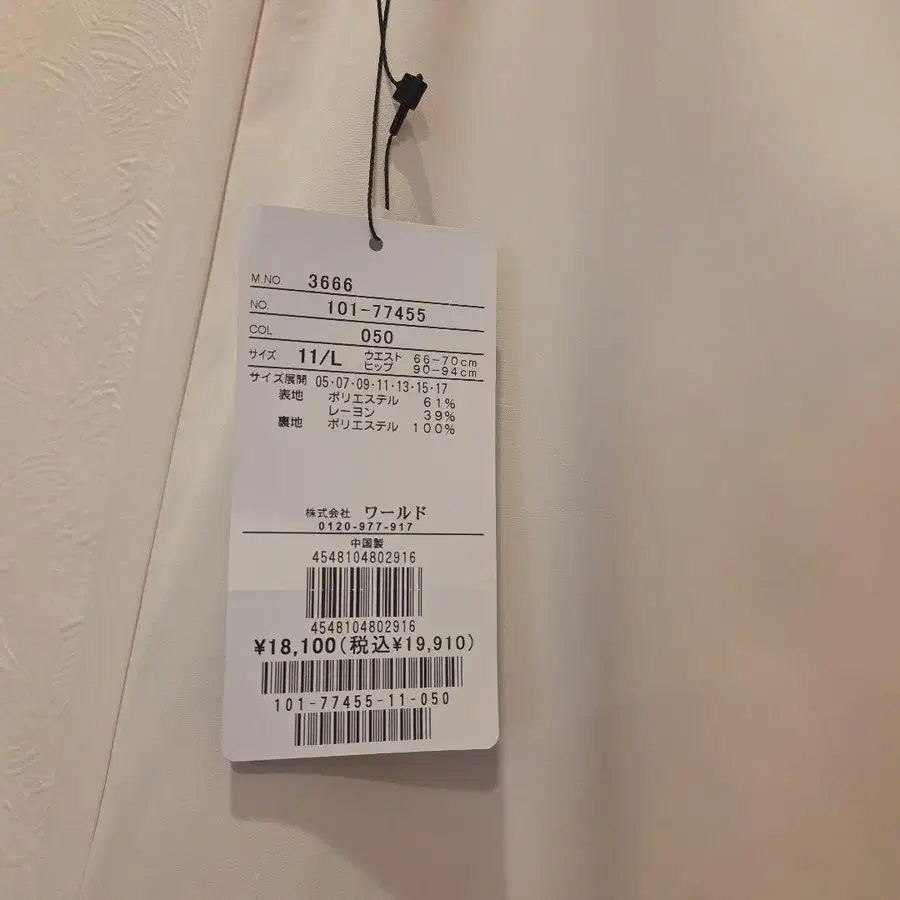 M.NO 3666
NO. 101-77455
COL 050
サイズ 11/L ウエスト 66-70cm
ヒップ 90-94cm
サイズ展開 05・07・09・11・13・15・17
表地 ポリエステル 61%
レーヨン 39%
裏地 ポリエステル 100%
株式会社 ワールド
0120-977-917
中国製
4548104802916
4548104802916
¥18,100(税込¥19,910)
101-77455-11-050